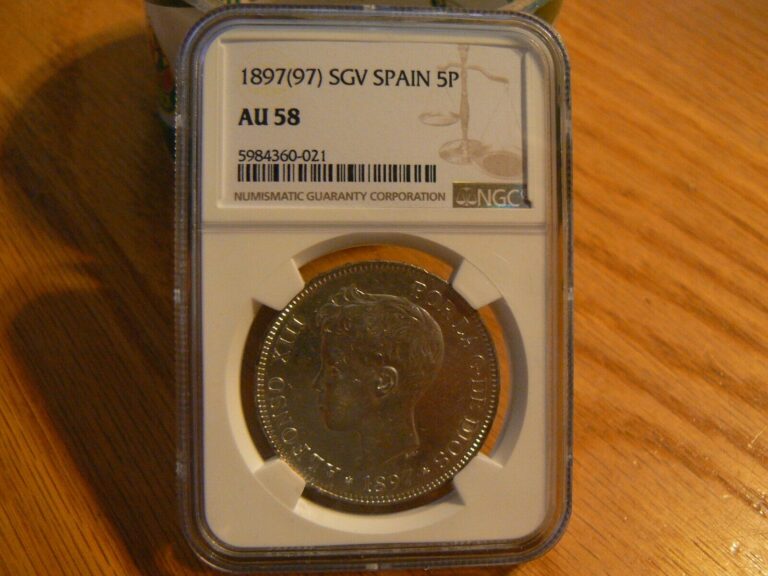 1897(97) SGV SPAIN 5P
AU 58
5984360-021
NUMISMATIC GUARANTY CORPORATION
NGC
ALFONSO XIII POR LA G. DE DIOS
* 1897 *